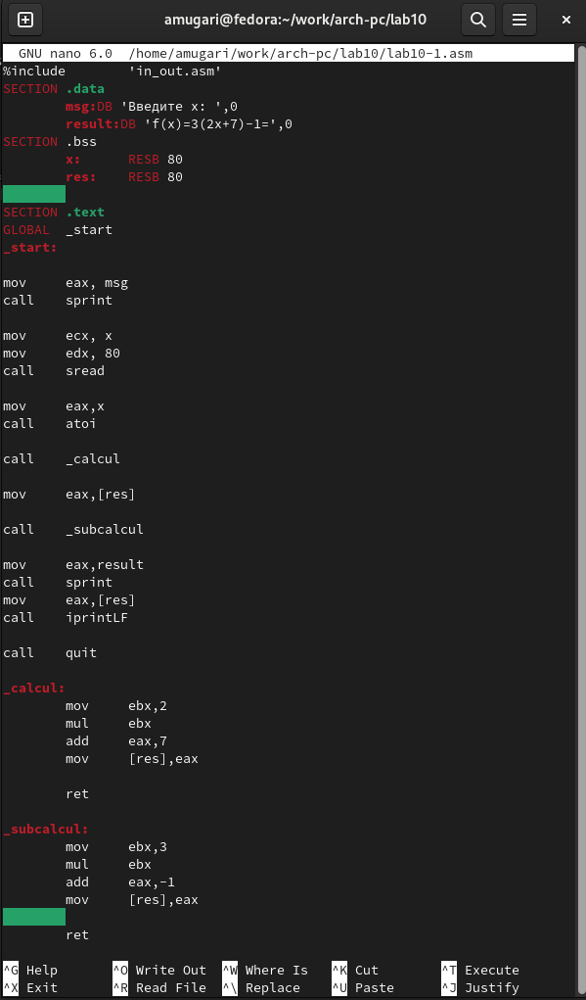 amugari@fedora:~/work/arch-pc/lab10
GNU nano 6.0 /home/amugari/work/arch-pc/lab10/lab10-1.asm
%include 'in_out.asm'
SECTION .data
msg:DB 'Введите x: ',0
result:DB 'f(x)=3(2x+7)-1=',0
SECTION .bss
x: RESB 80
res: RESB 80
SECTION .text
GLOBAL _start
_start:
mov eax, msg
call sprint
mov ecx, x
mov edx, 80
call sread
mov eax,x
call atoi
call _calcul
mov eax,[res]
call _subcalcul
mov eax,result
call sprint
mov eax,[res]
call iprintLF
call quit
_calcul:
mov ebx,2
mul ebx
add eax,7
mov [res],eax
ret
_subcalcul:
mov ebx,3
mul ebx
add eax,-1
mov [res],eax
ret
^G Help ^O Write Out ^W Where Is ^K Cut ^T Execute
^X Exit ^R Read File ^\ Replace ^U Paste ^J Justify